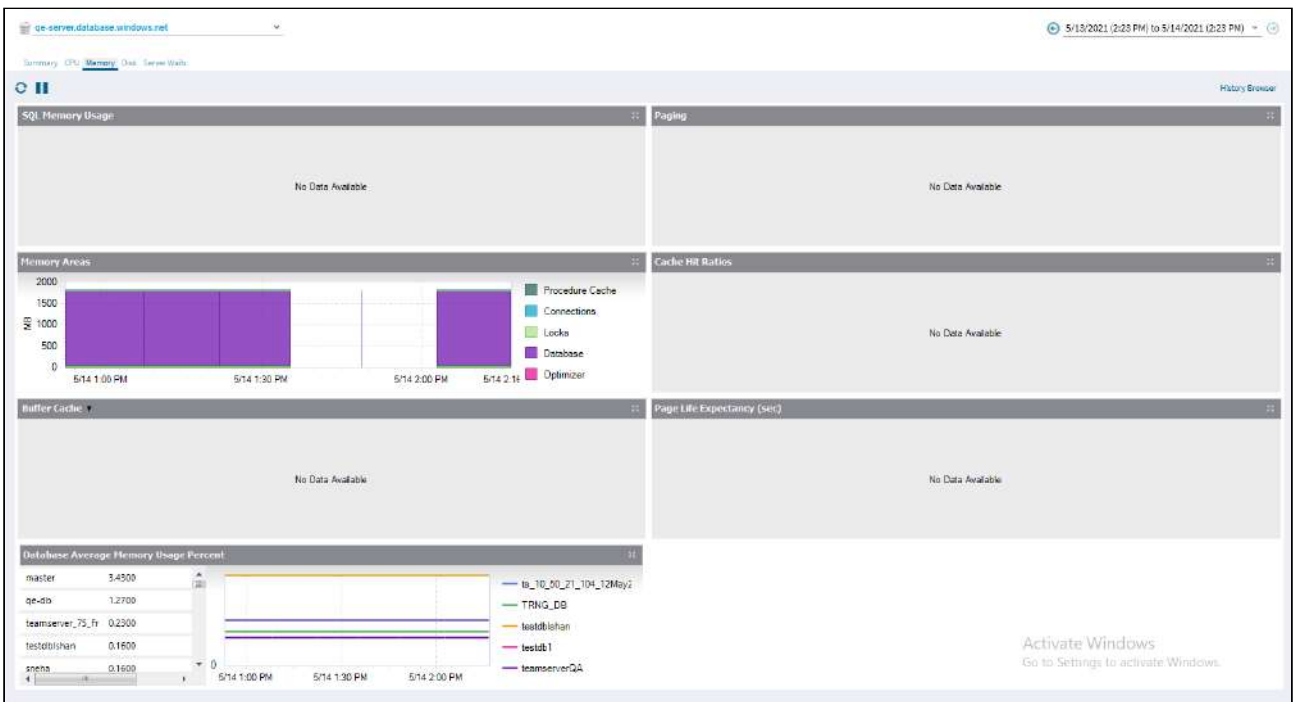 qe-server.database.windows.net
5/13/2021 (2:23 PM) to 5/14/2021 (2:23 PM)
Summary CPU Memory Disk Server Waits
History Browser
SQL Memory Usage
Paging
No Data Available
No Data Available
Memory Areas
Cache Hit Ratios
2000
1500
1000
500
0
MB
5/14 1:00 PM
5/14 1:30 PM
5/14 2:00 PM
Procedure Cache
Connections
Locks
Database
Optimizer
No Data Available
Buffer Cache
Page Life Expectancy (sec)
No Data Available
No Data Available
Database Average Memory Usage Percent
master 3.4300
qe-db 1.2700
teamserver_75_fr 0.2300
testdbishan 0.1600
sneha 0.1600
0
5/14 1:00 PM
5/14 1:30 PM
5/14 2:00 PM
ts_10_50_21_104_12May2
TRNG_DB
testdbishan
testdb1
teamserverQA
Activate Windows
Go to Settings to activate Windows.